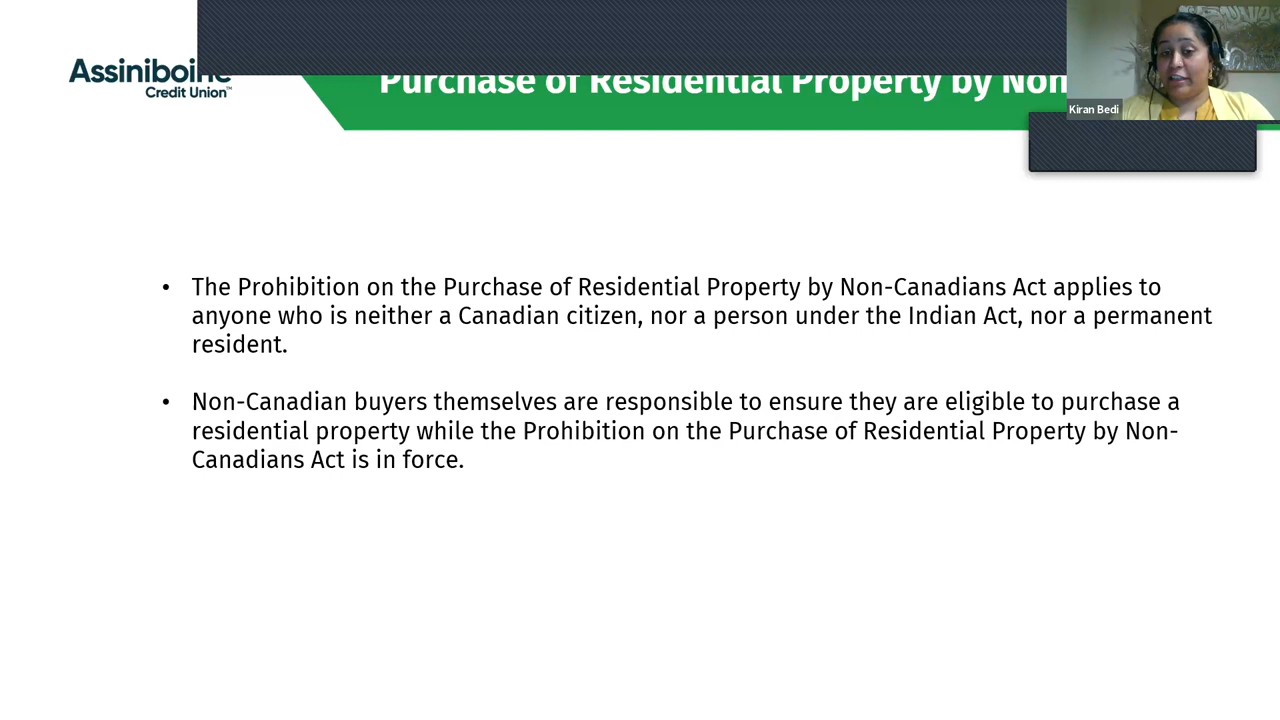 Assiniboine
Credit Union™
Purchase of Residential Property by Non
Kiran Bedi
• The Prohibition on the Purchase of Residential Property by Non-Canadians Act applies to
anyone who is neither a Canadian citizen, nor a person under the Indian Act, nor a permanent
resident.
• Non-Canadian buyers themselves are responsible to ensure they are eligible to purchase a
residential property while the Prohibition on the Purchase of Residential Property by Non-
Canadians Act is in force.